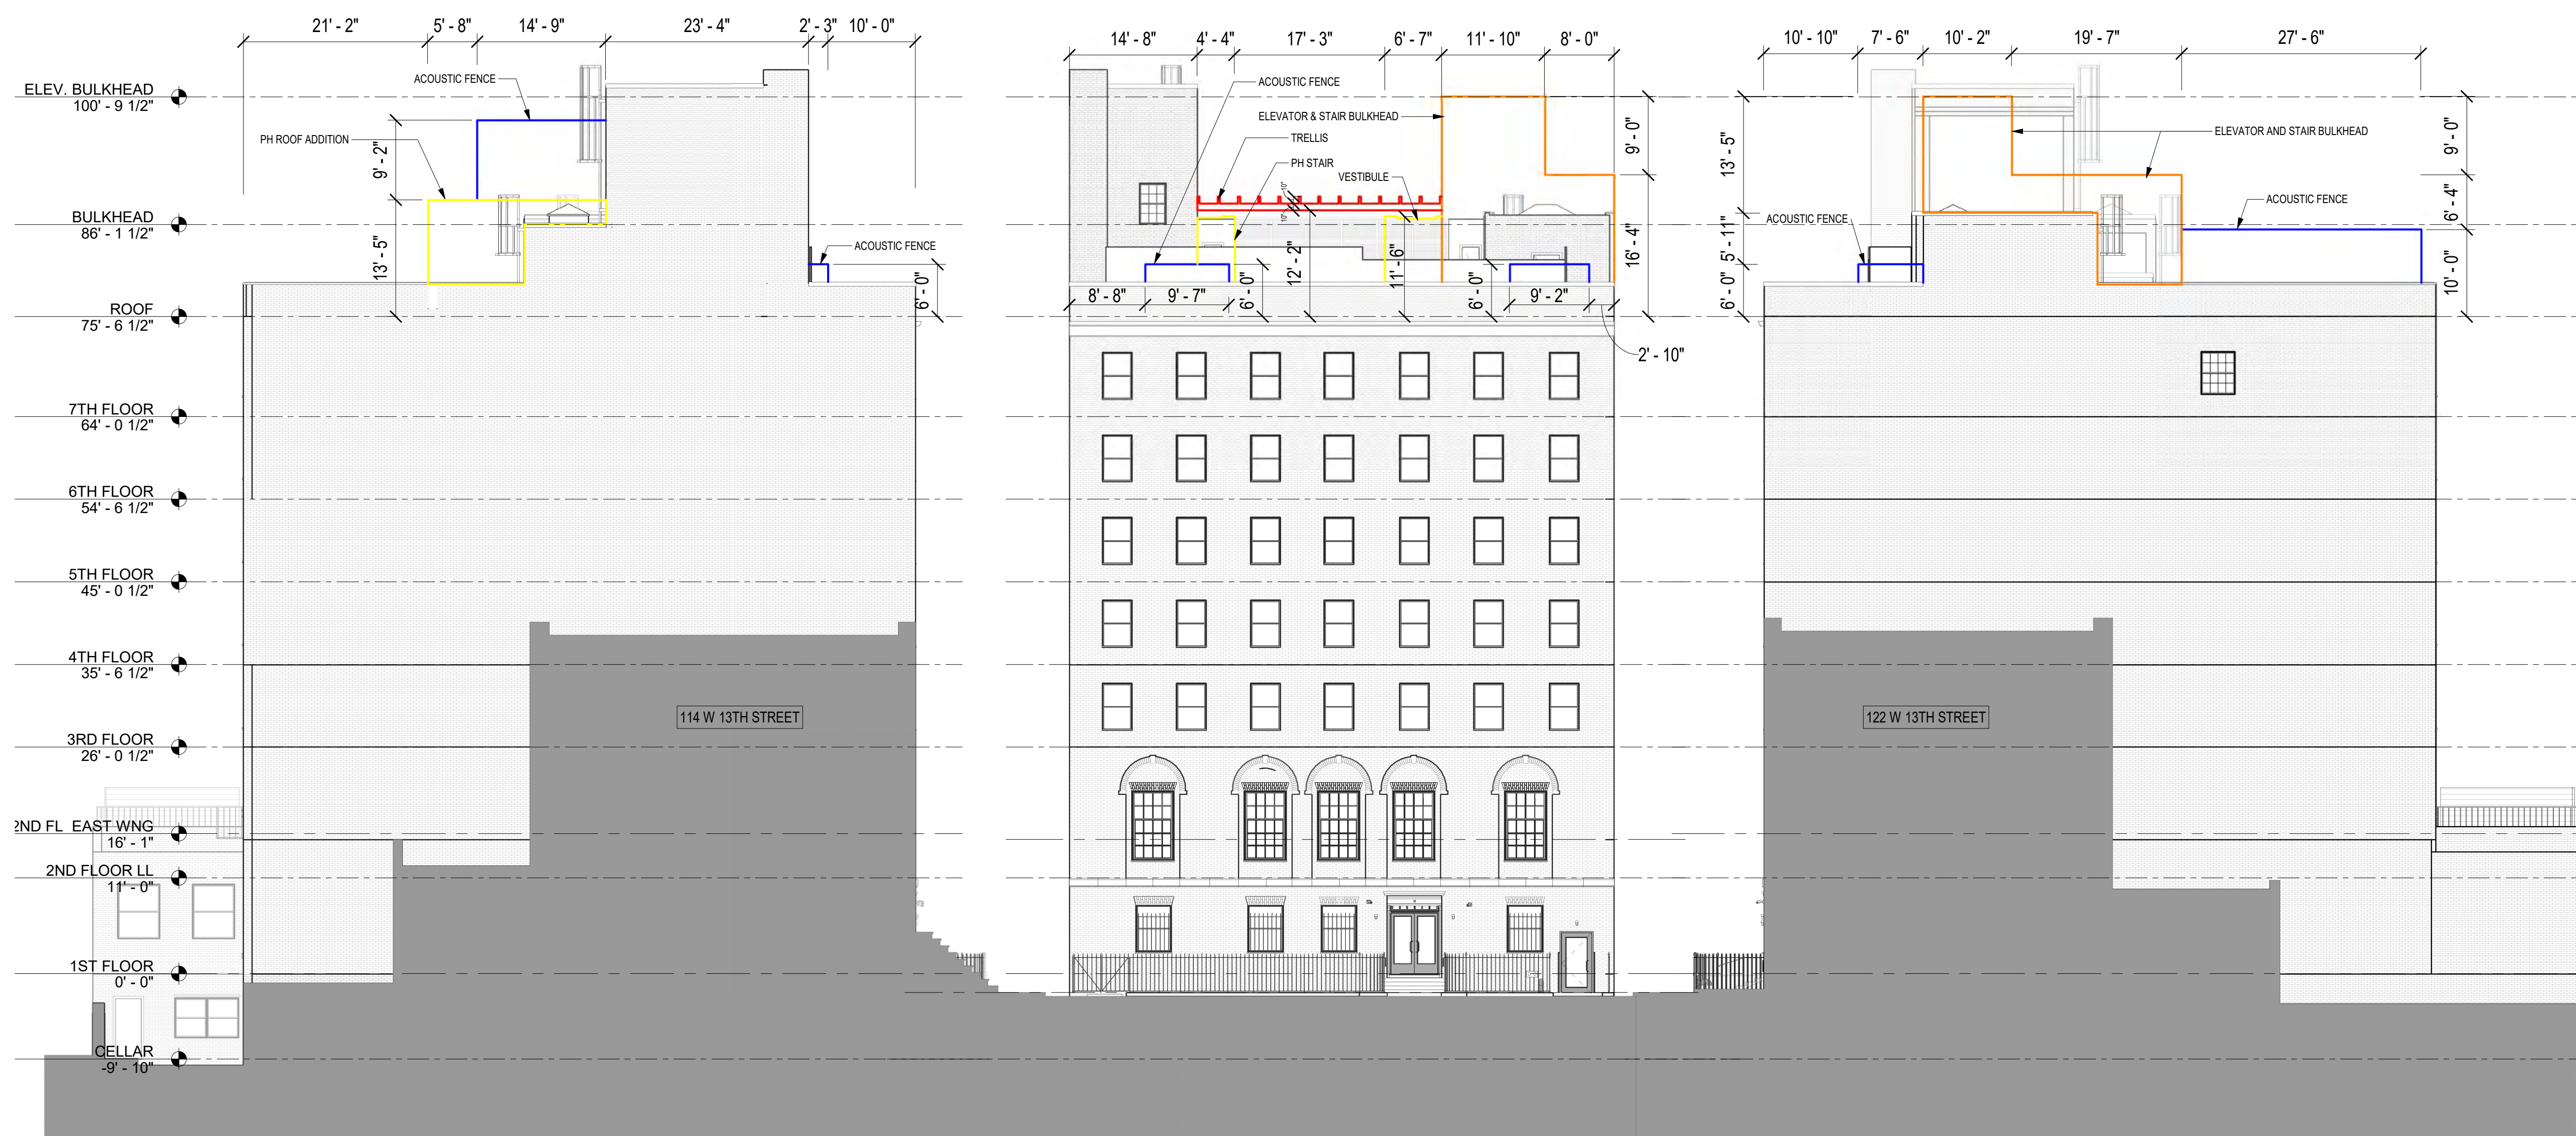 21' - 2" 5' - 8" 14' - 9" 23' - 4" 2' - 3" 10' - 0"
14' - 8" 4' - 4" 17' - 3" 6' - 7" 11' - 10" 8' - 0"
10' - 10" 7' - 6" 10' - 2" 19' - 7" 27' - 6"
ELEV. BULKHEAD
100' - 9 1/2"
BULKHEAD
86' - 1 1/2"
ROOF
75' - 6 1/2"
7TH FLOOR
64' - 0 1/2"
6TH FLOOR
54' - 6 1/2"
5TH FLOOR
45' - 0 1/2"
4TH FLOOR
35' - 6 1/2"
3RD FLOOR
26' - 0 1/2"
2ND FL EAST WNG
16' - 1"
2ND FLOOR LL
11' - 0"
1ST FLOOR
0' - 0"
CELLAR
-9' - 10"
ACOUSTIC FENCE
PH ROOF ADDITION
9' - 2"
13' - 5"
ACOUSTIC FENCE
6' - 0"
114 W 13TH STREET
ACOUSTIC FENCE
ELEVATOR & STAIR BULKHEAD
TRELLIS
PH STAIR
VESTIBULE
10"
10"
12' - 2"
11' - 6"
6' - 0"
6' - 0"
8' - 8"
9' - 7"
9' - 2"
9' - 0"
16' - 4"
2' - 10"
13' - 5"
5' - 11"
6' - 0"
ELEVATOR AND STAIR BULKHEAD
ACOUSTIC FENCE
ACOUSTIC FENCE
9' - 0"
6' - 4"
10' - 0"
122 W 13TH STREET